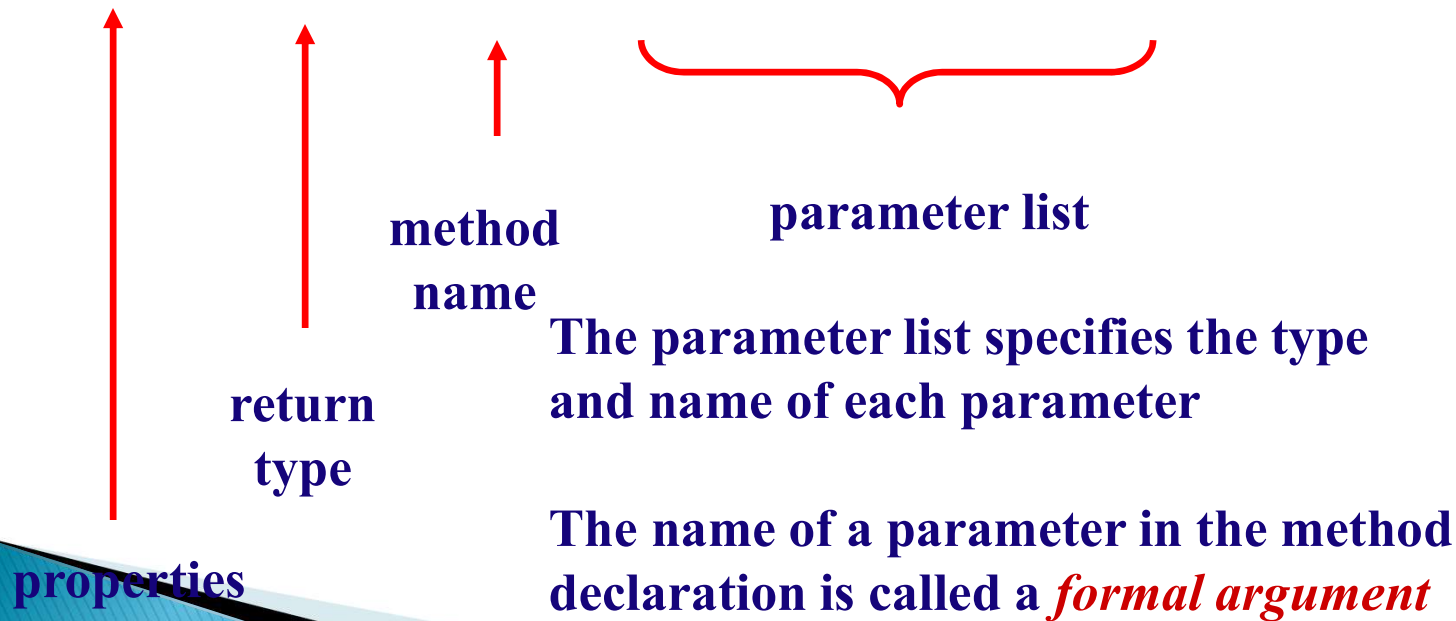 method
name
parameter list
The parameter list specifies the type
and name of each parameter
return
type
The name of a parameter in the method
declaration is called a formal argument
properties